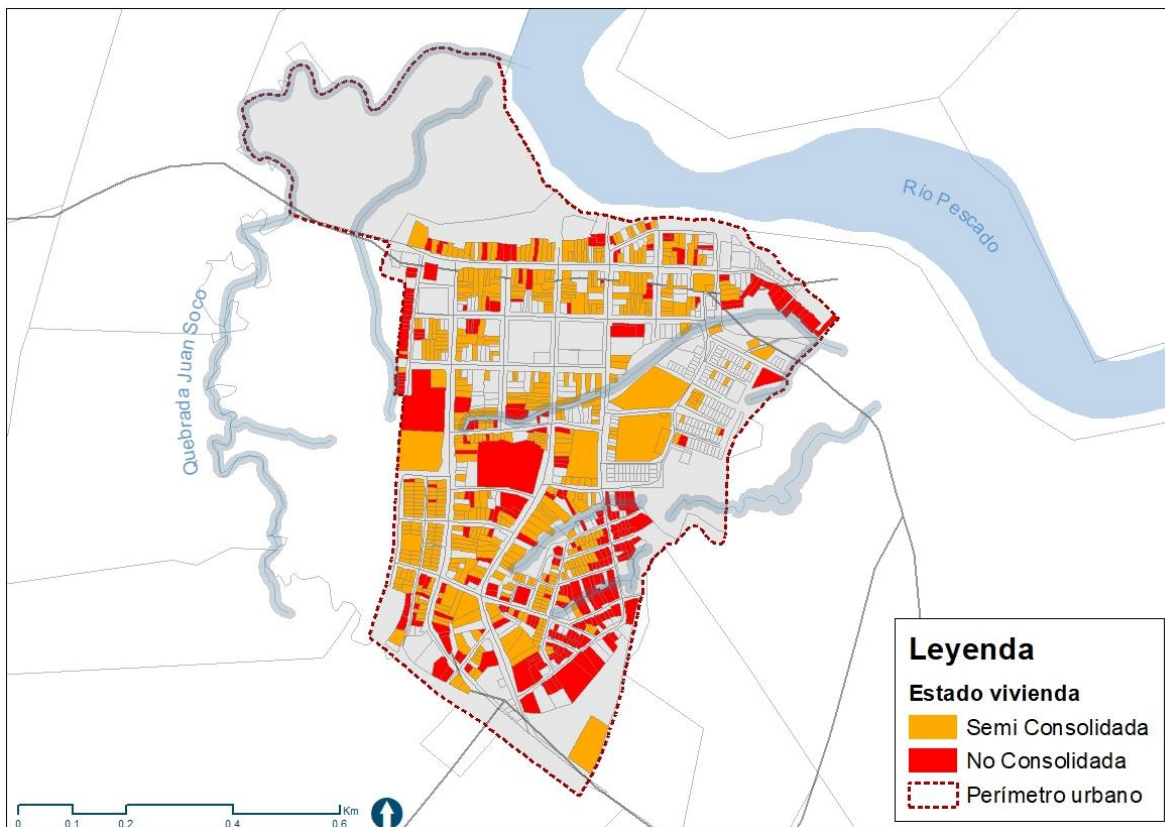 Río Pescado
Quebrada Juan Soco
Leyenda
Estado vivienda
Semi Consolidada
No Consolidada
Perímetro urbano
Km
0 0.1 0.2 0.4 0.6